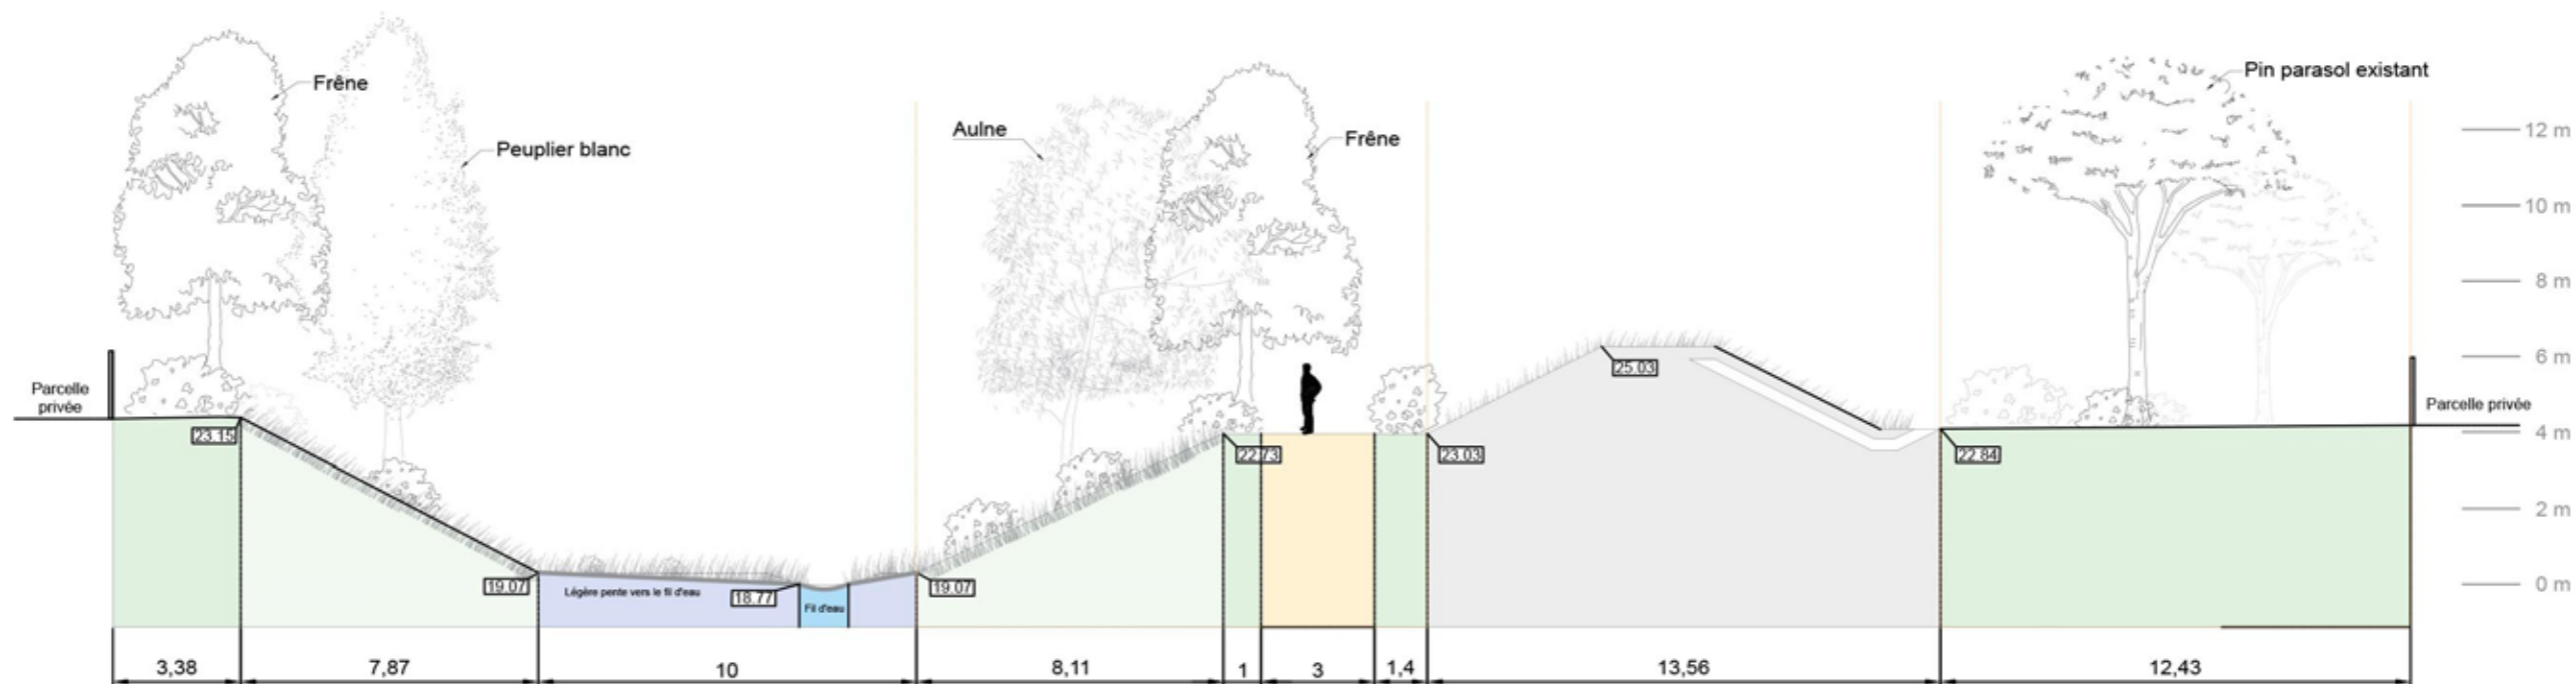 Frêne
Peuplier blanc
Aulne
Frêne
Pin parasol existant
12 m
10 m
8 m
6 m
4 m
2 m
0 m
Parcelle
privée
23.15
19.07
Légère pente vers le fil d'eau
18.77
Fil d'eau
19.07
22.73
23.03
25.03
22.84
Parcelle privée
3,38
7,87
10
8,11
1
3
1,4
13,56
12,43